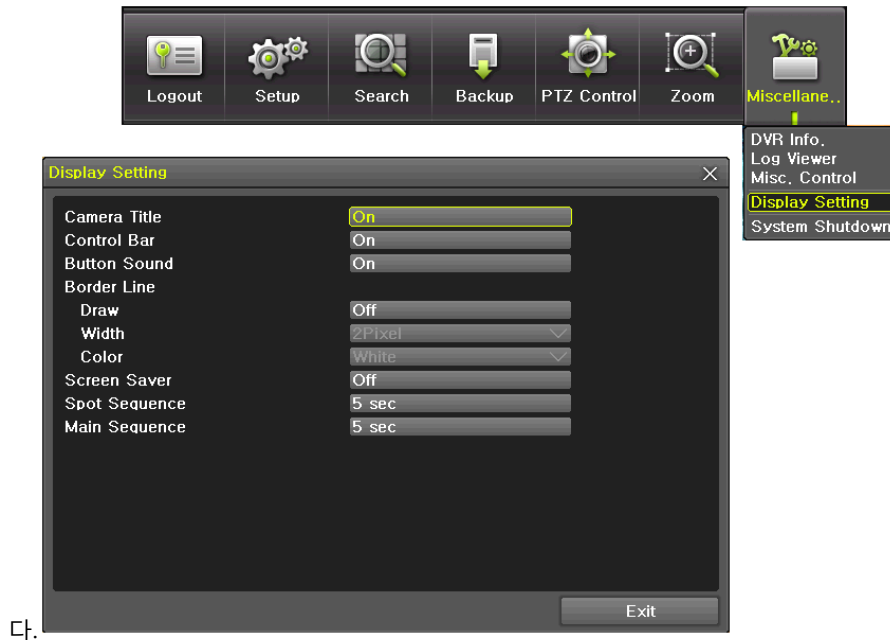 Logout Setup Search Backup PTZ Control Zoom Miscellane..
DVR Info.
Log Viewer
Misc. Control
Display Setting
System Shutdown
Display Setting
Camera Title On
Control Bar On
Button Sound On
Border Line
Draw Off
Width 2Pixel
Color White
Screen Saver Off
Spot Sequence 5 sec
Main Sequence 5 sec
Exit
다.